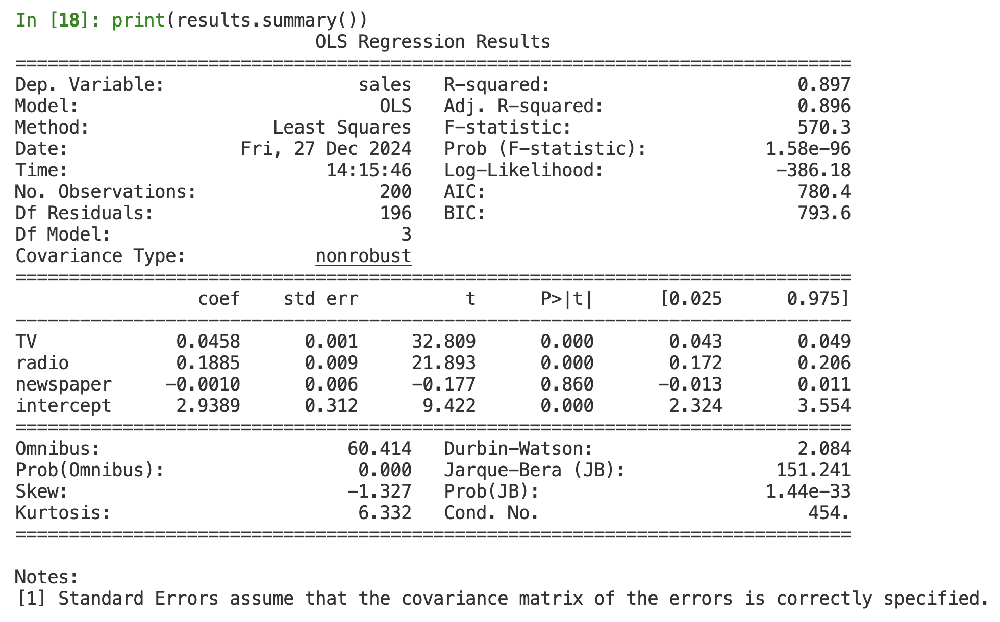 In [18]: print(results.summary())
                            OLS Regression Results
==============================================================================
Dep. Variable:                  sales   R-squared:                       0.897
Model:                            OLS   Adj. R-squared:                  0.896
Method:                 Least Squares   F-statistic:                     570.3
Date:                Fri, 27 Dec 2024   Prob (F-statistic):           1.58e-96
Time:                        14:15:46   Log-Likelihood:                -386.18
No. Observations:                 200   AIC:                             780.4
Df Residuals:                     196   BIC:                             793.6
Df Model:                           3
Covariance Type:            nonrobust
==============================================================================
                 coef    std err          t      P>|t|      [0.025      0.975]
------------------------------------------------------------------------------
TV             0.0458      0.001     32.809      0.000       0.043       0.049
radio          0.1885      0.009     21.893      0.000       0.172       0.206
newspaper     -0.0010      0.006     -0.177      0.860      -0.013       0.011
intercept      2.9389      0.312      9.422      0.000       2.324       3.554
==============================================================================
Omnibus:                       60.414   Durbin-Watson:                   2.084
Prob(Omnibus):                  0.000   Jarque-Bera (JB):              151.241
Skew:                          -1.327   Prob(JB):                     1.44e-33
Kurtosis:                       6.332   Cond. No.                         454.
==============================================================================

Notes:
[1] Standard Errors assume that the covariance matrix of the errors is correctly specified.